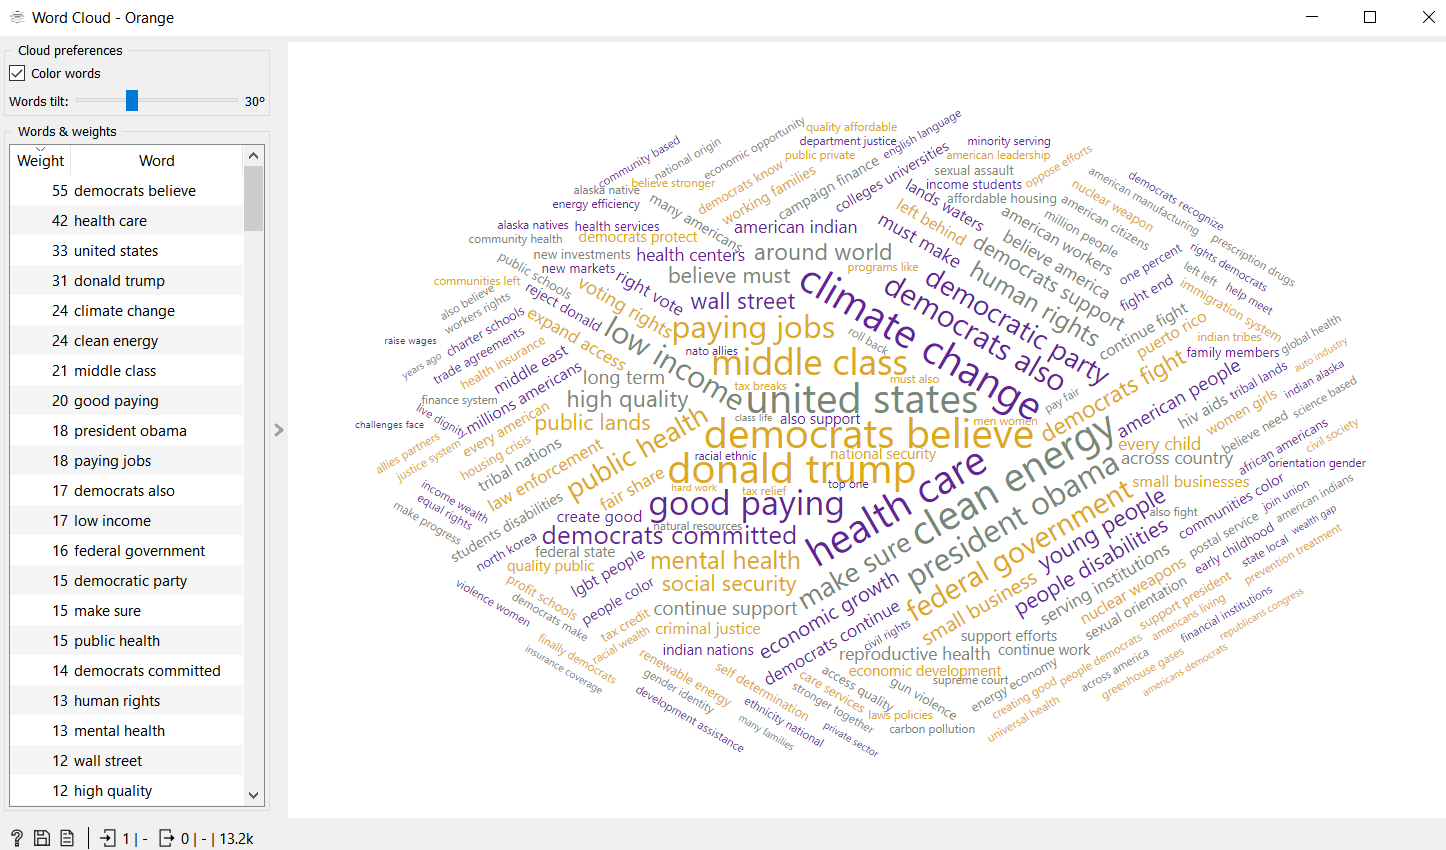 Word Cloud - Orange
Cloud preferences
Color words
Words tilt: 30º
Words & weights
Weight Word
55 democrats believe
42 health care
33 united states
31 donald trump
24 climate change
24 clean energy
21 middle class
20 good paying
18 president obama
18 paying jobs
17 democrats also
17 low income
16 federal government
15 democratic party
15 make sure
15 public health
14 democrats committed
13 human rights
13 mental health
12 wall street
12 high quality
? 1 | - 0 | - | 13.2k
community based
national origin
economic opportunity
quality affordable
department justice
public private
english language
minority serving
american leadership
oppose efforts
alaska native
believe stronger
energy efficiency
democrats know
working families
campaign finance
colleges universities
sexual assault
income students
affordable housing
lands waters
nuclear weapon
american manufacturing
democrats recognize
alaska natives
health services
community health
democrats protect
many americans
american indian
left behind
must make
american workers
american citizens
million people
prescription drugs
public schools
new investments
new markets
health centers
around world
believe must
programs like
democrats support
believe america
one percent
rights democrats
left left
help meet
communities left
also believe
workers rights
reject donald
voting rights
right vote
wall street
climate change
democrats also
democratic party
human rights
fight end
immigration system
continue fight
puerto rico
indian tribes
global health
raise wages
charter schools
trade agreements
years ago
health insurance
expand access
low income
paying jobs
nato allies
roll back
middle class
family members
auto industry
middle east
millions americans
long term
high quality
tax breaks
must also
united states
pay fair
democrats fight
american people
tribal lands
indian alaska
science based
finance system
live dignity
challenges face
every american
public lands
class life
also support
men women
hiv aids
women girls
believe need
african americans
civil society
allies partners
justice system
housing crisis
tribal nations
law enforcement
public health
democrats believe
racial ethnic
national security
every child
across country
orientation gender
income wealth
equal rights
make progress
students disabilities
fair share
donald trump
hard work
tax relief
top one
health care
clean energy
president obama
small businesses
communities color
join union
american indians
create good
good paying
natural resources
democrats committed
federal government
young people
also fight
postal service
wealth gap
state local
early childhood
prevention treatment
north korea
federal state
quality public
lgbt people
mental health
make sure
people disabilities
serving institutions
nuclear weapons
violence women
profit schools
democrats make
people color
social security
continue support
economic growth
small business
sexual orientation
support president
americans living
financial institutions
republicans congress
tax credit
racial wealth
criminal justice
indian nations
democrats continue
civil rights
support efforts
continue work
reproductive health
people democrats
across america
greenhouse gases
americans democrats
finally democrats
insurance coverage
renewable energy
gender identity
development assistance
self determination
ethnicity national
many families
care services
stronger together
private sector
access quality
laws policies
gun violence
carbon pollution
economic development
supreme court
energy economy
creating good
universal health